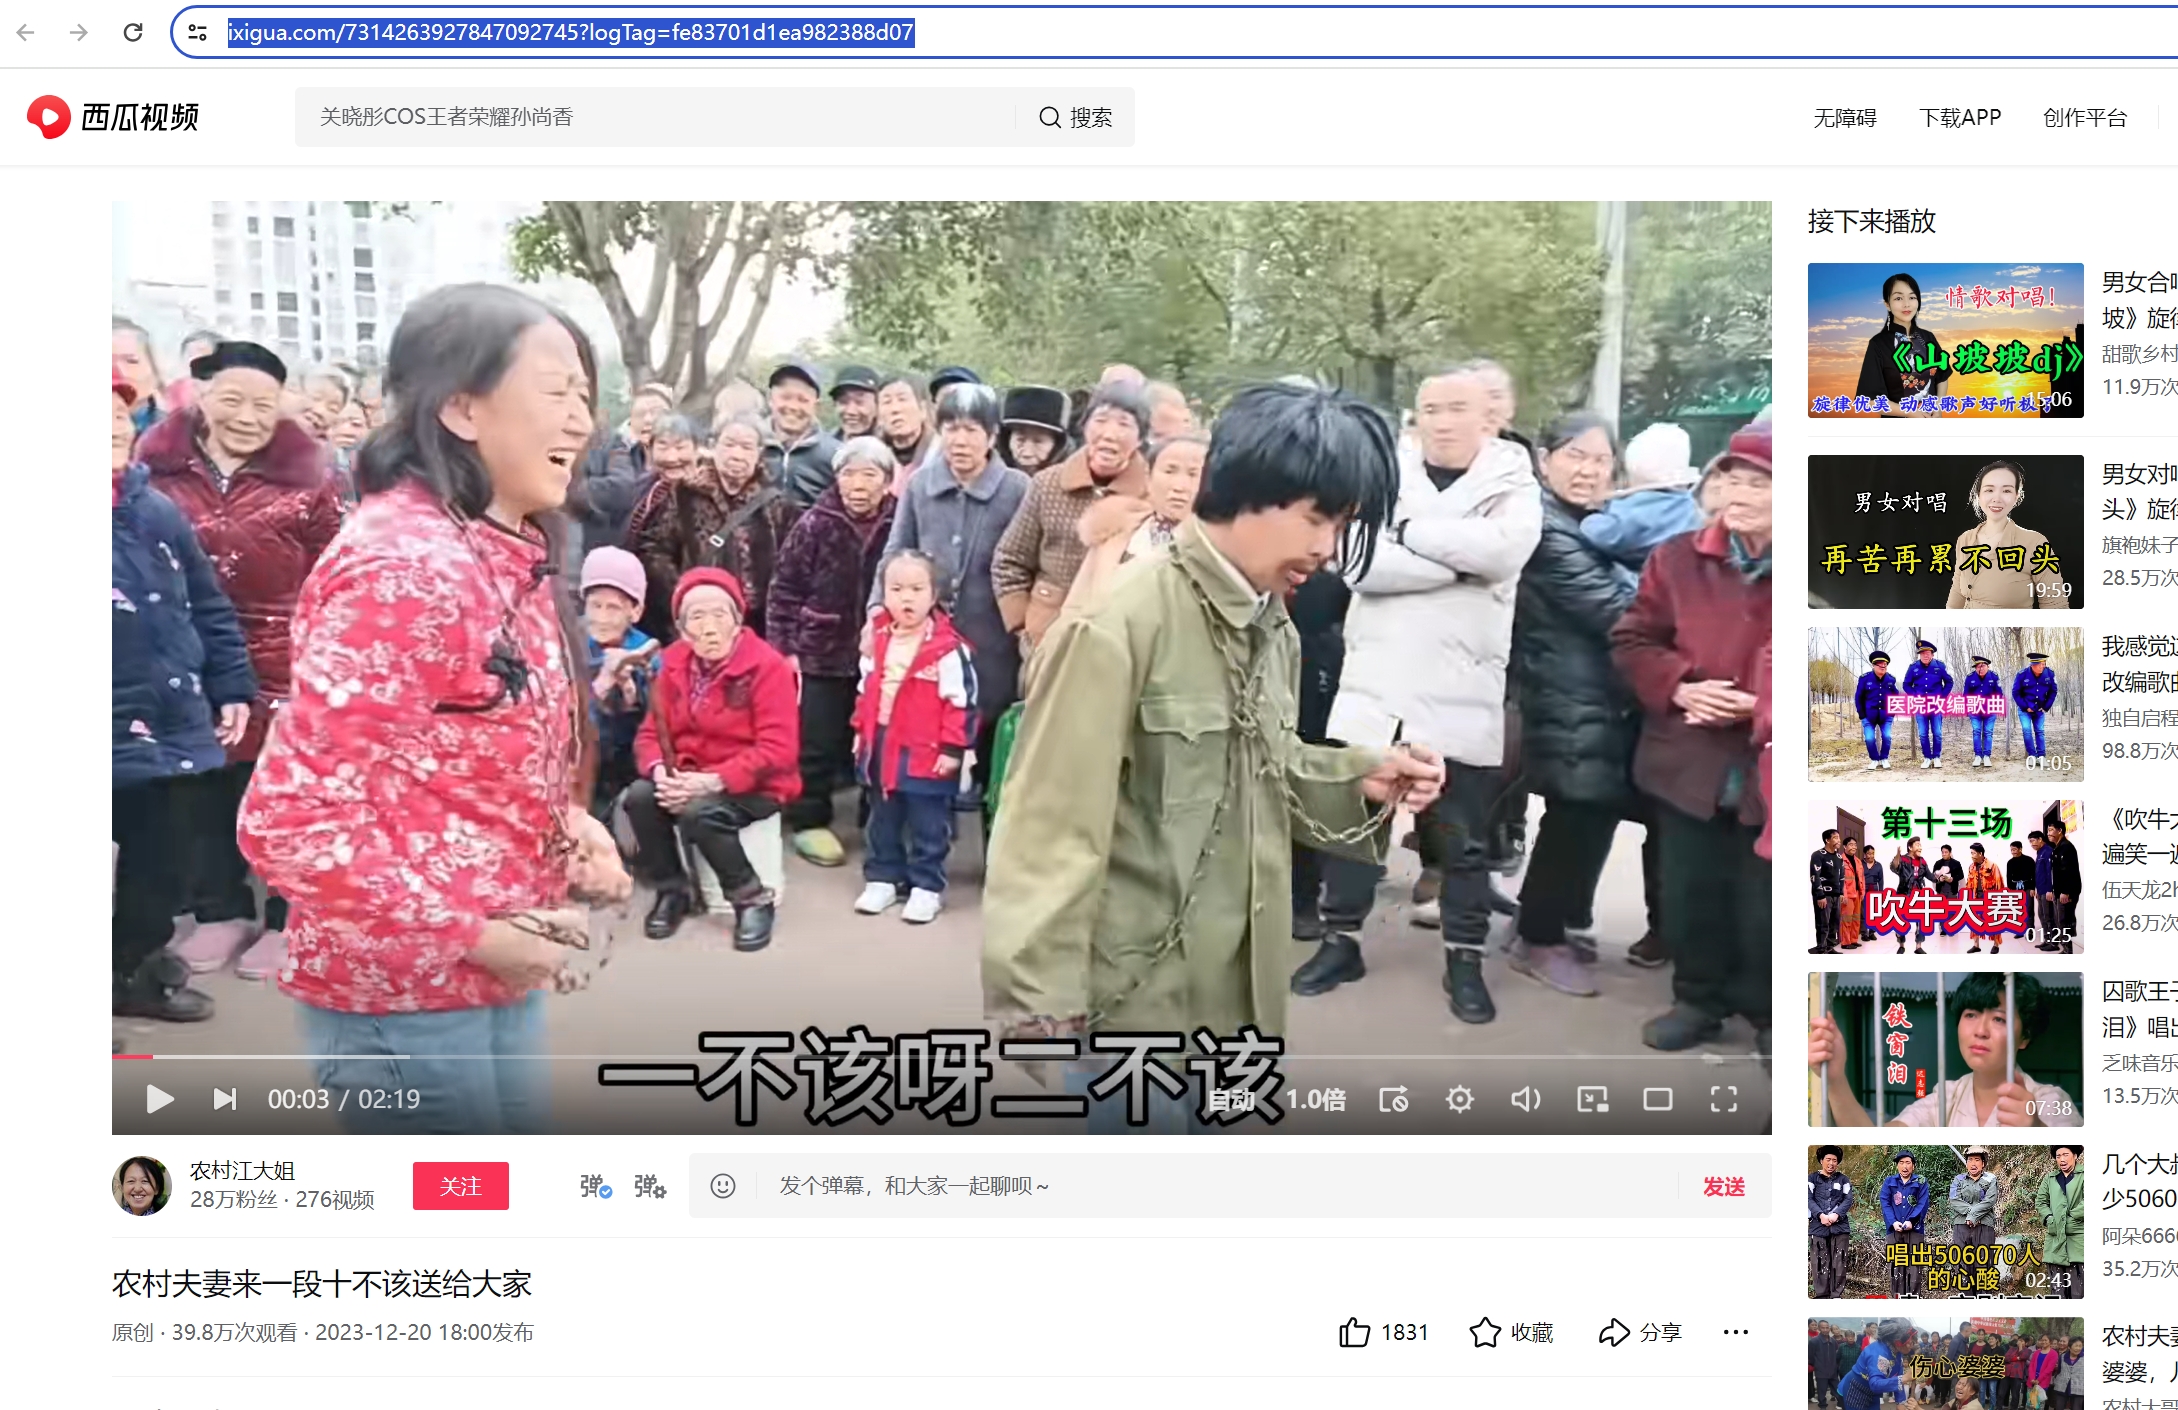 ixigua.com/7314263927847092745?logTag=fe83701d1ea982388d07
西瓜视频
关晓彤COS王者荣耀孙尚香
搜索
无障碍
下载APP
创作平台
接下来播放
情歌对唱!
《山坡坡dj》
旋律优美 动感歌声好听极了
15:06
男女合
坡》旋
甜歌乡村
11.9万次
男女对唱
再苦再累不回头
19:59
男女对
头》旋
旗袍妹子
28.5万次
医院改编歌曲
01:05
我感觉
改编歌
独自启程
98.8万次
第十三场
吹牛大赛
01:25
《吹牛
遍笑一
伍天龙2
26.8万次
铁窗泪
07:38
囚歌王
泪》唱
乏味音乐
13.5万次
唱出506070人
的心酸
02:43
几个大
少5060
阿朵666
35.2万次
伤心婆婆
农村夫
婆婆，
一不该呀二不该
00:03 / 02:19
自动
1.0倍
农村江大姐
28万粉丝 · 276视频
关注
弹
弹
发个弹幕，和大家一起聊呗～
发送
农村夫妻来一段十不该送给大家
原创 · 39.8万次观看 · 2023-12-20 18:00发布
1831
收藏
分享